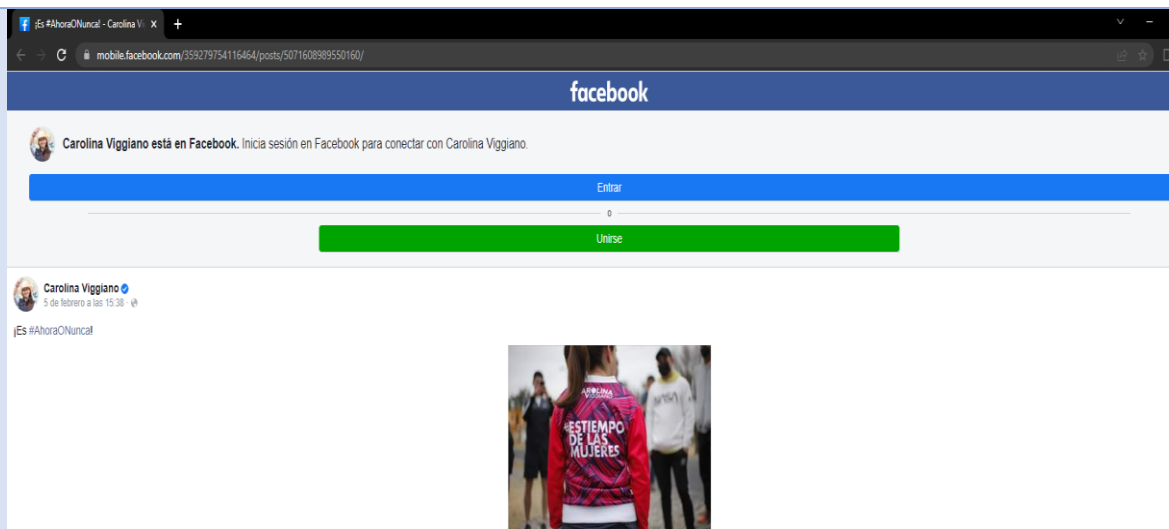 ¡Es #AhoraONunca! - Carolina Vi
mobile.facebook.com/359279754116464/posts/5071608989550160/
facebook
Carolina Viggiano está en Facebook. Inicia sesión en Facebook para conectar con Carolina Viggiano.
Entrar
o
Unirse
Carolina Viggiano
5 de febrero a las 15:38 ·
¡Es #AhoraONunca!
CAROLINA
VIGGIANO
#ESTIEMPO
DE LAS
MUJERES
NASA